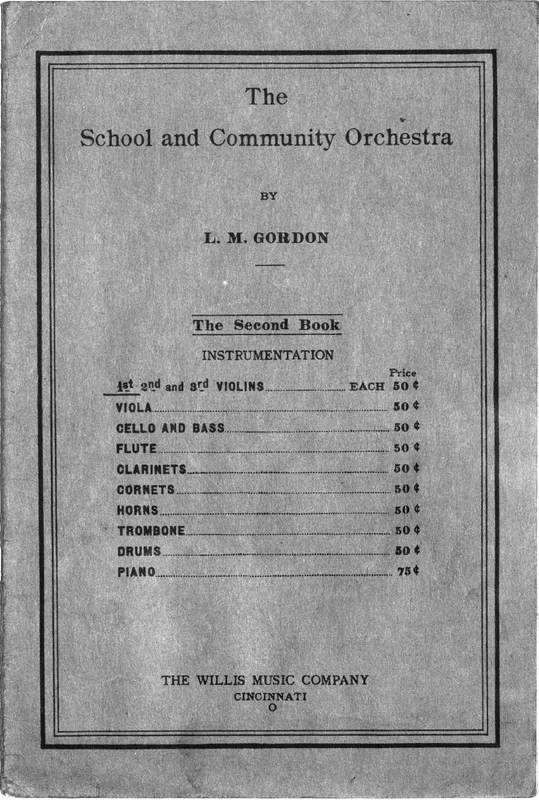 The
School and Community Orchestra
BY
L. M. GORDON
The Second Book
INSTRUMENTATION
Price
1st 2nd and 3rd VIOLINS EACH 50 ¢
VIOLA 50 ¢
CELLO AND BASS 50 ¢
FLUTE 50 ¢
CLARINETS 50 ¢
CORNETS 50 ¢
HORNS 50 ¢
TROMBONE 50 ¢
DRUMS 50 ¢
PIANO 75 ¢
THE WILLIS MUSIC COMPANY
CINCINNATI
O